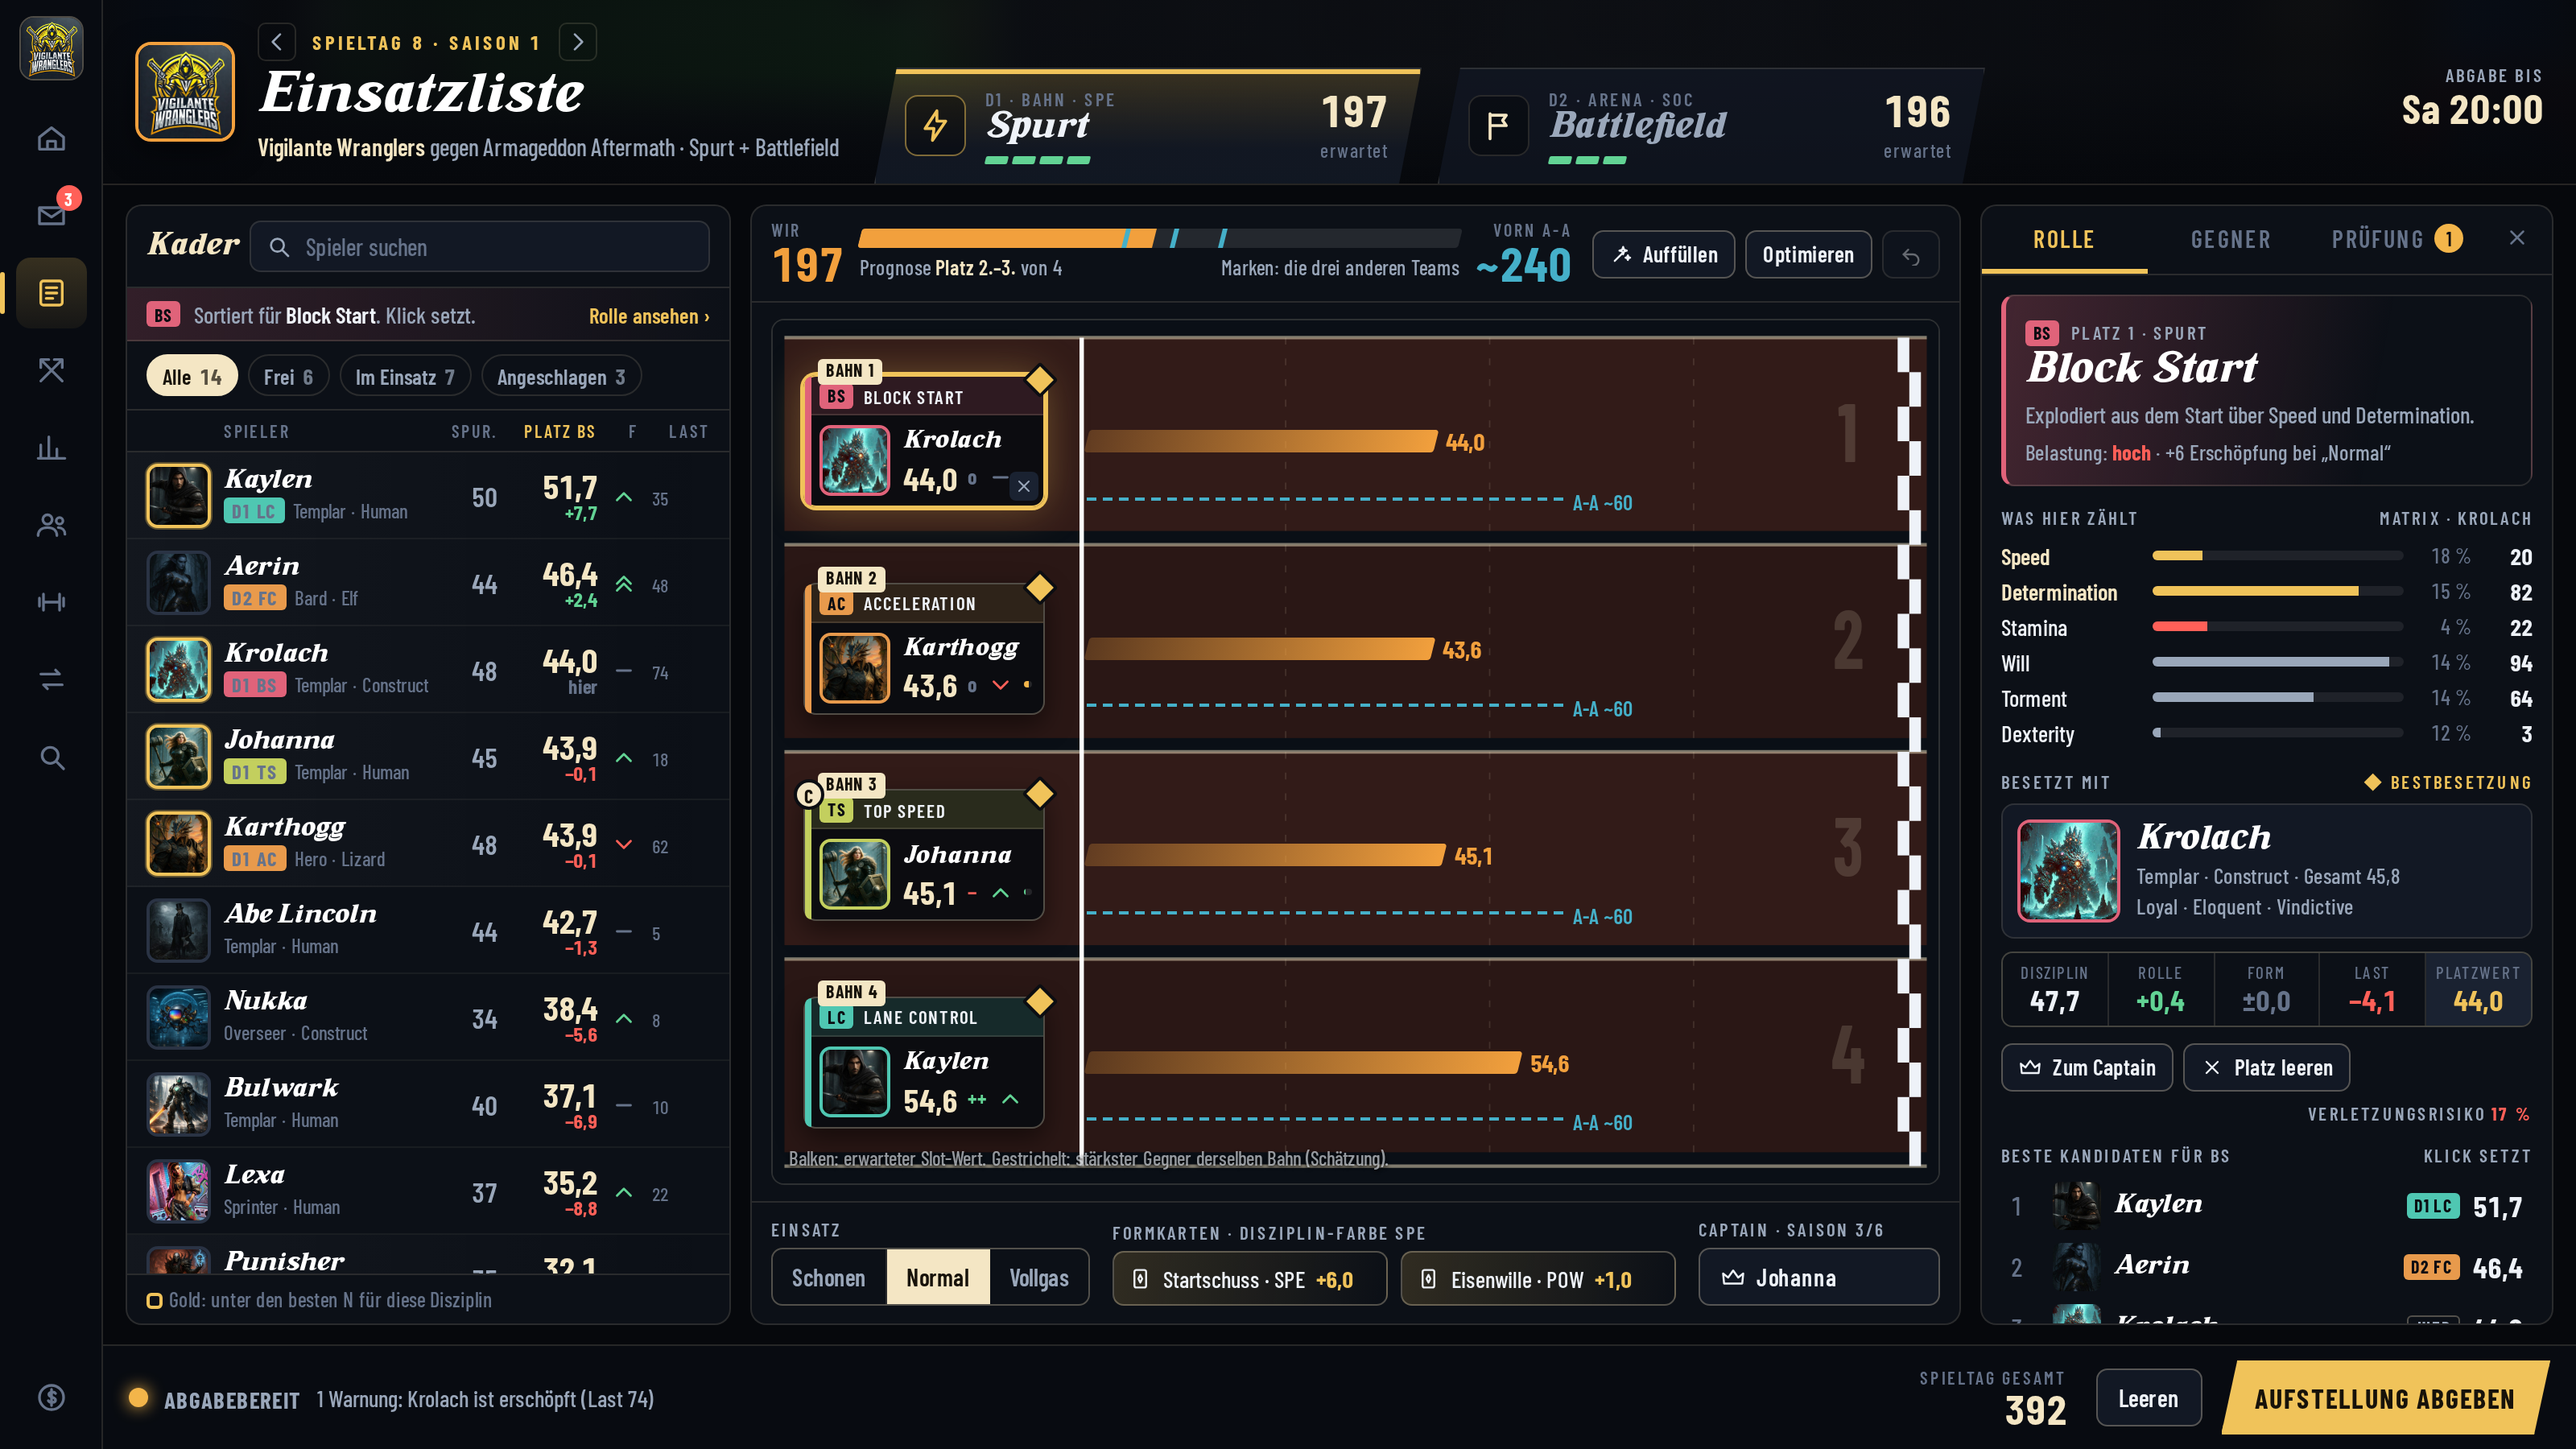 VIGILANTE WRANGLERS
3
VIGILANTE WRANGLERS
SPIELTAG 8 · SAISON 1
Einsatzliste
Vigilante Wranglers gegen Armageddon Aftermath · Spurt + Battlefield
D1 · BAHN · SPE
Spurt
197
erwartet
D2 · ARENA · SOC
Battlefield
196
erwartet
ABGABE BIS
Sa 20:00
Kader
Spieler suchen
BS Sortiert für Block Start. Klick setzt.
Rolle ansehen ›
Alle 14
Frei 6
Im Einsatz 7
Angeschlagen 3
SPIELER SPUR. PLATZ BS F LAST
Kaylen
D1 LC Templar · Human
50 51,7 +7,7 35
Aerin
D2 FC Bard · Elf
44 46,4 +2,4 48
Krolach
D1 BS Templar · Construct
48 44,0 hier – 74
Johanna
D1 TS Templar · Human
45 43,9 –0,1 18
Karthogg
D1 AC Hero · Lizard
48 43,9 –0,1 62
Abe Lincoln
Templar · Human
44 42,7 –1,3 – 5
Nukka
Overseer · Construct
34 38,4 –5,6 8
Bulwark
Templar · Human
40 37,1 –6,9 – 10
Lexa
Sprinter · Human
37 35,2 –8,8 22
Punisher
32,1
Gold: unter den besten N für diese Disziplin
WIR
197
Prognose Platz 2.–3. von 4
Marken: die drei anderen Teams
VORN A-A
~240
Auffüllen
Optimieren
BAHN 1
BS BLOCK START
Krolach
44,0 o –
44,0
A-A ~60
1
BAHN 2
AC ACCELERATION
Karthogg
43,6 o
43,6
A-A ~60
2
BAHN 3
C
TS TOP SPEED
Johanna
45,1 –
45,1
A-A ~60
3
BAHN 4
LC LANE CONTROL
Kaylen
54,6 ++
54,6
A-A ~60
4
Balken: erwarteter Slot-Wert. Gestrichelt: stärkster Gegner derselben Bahn (Schätzung).
EINSATZ
Schonen
Normal
Vollgas
FORMKARTEN · DISZIPLIN-FARBE SPE
Startschuss · SPE +6,0
Eisenwille · POW +1,0
CAPTAIN · SAISON 3/6
Johanna
ROLLE
GEGNER
PRÜFUNG 1
BS PLATZ 1 · SPURT
Block Start
Explodiert aus dem Start über Speed und Determination.
Belastung: hoch · +6 Erschöpfung bei „Normal“
WAS HIER ZÄHLT
MATRIX · KROLACH
Speed 18 % 20
Determination 15 % 82
Stamina 4 % 22
Will 14 % 94
Torment 14 % 64
Dexterity 12 % 3
BESETZT MIT
BESTBESETZUNG
Krolach
Templar · Construct · Gesamt 45,8
Loyal · Eloquent · Vindictive
DISZIPLIN ROLLE FORM LAST PLATZWERT
47,7 +0,4 ±0,0 –4,1 44,0
Zum Captain
Platz leeren
VERLETZUNGSRISIKO 17 %
BESTE KANDIDATEN FÜR BS
KLICK SETZT
1 Kaylen D1 LC 51,7
2 Aerin D2 FC 46,4
Krolach
ABGABEBEREIT 1 Warnung: Krolach ist erschöpft (Last 74)
SPIELTAG GESAMT
392
Leeren
AUFSTELLUNG ABGEBEN